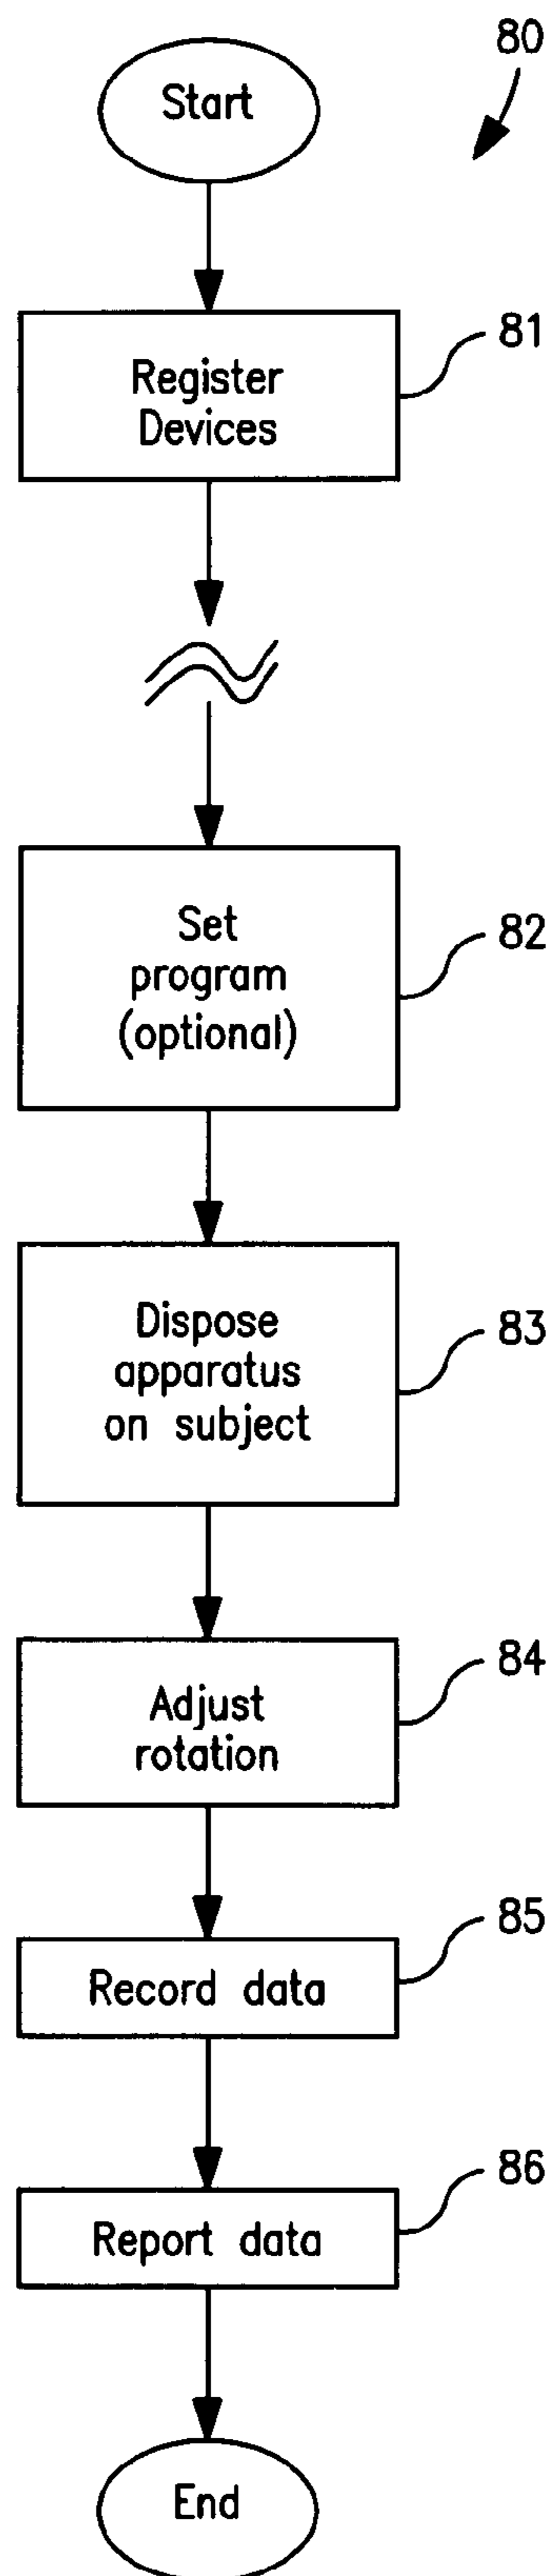 80
Start
81
Register
Devices
82
Set
program
(optional)
83
Dispose
apparatus
on subject
84
Adjust
rotation
85
Record data
86
Report data
End